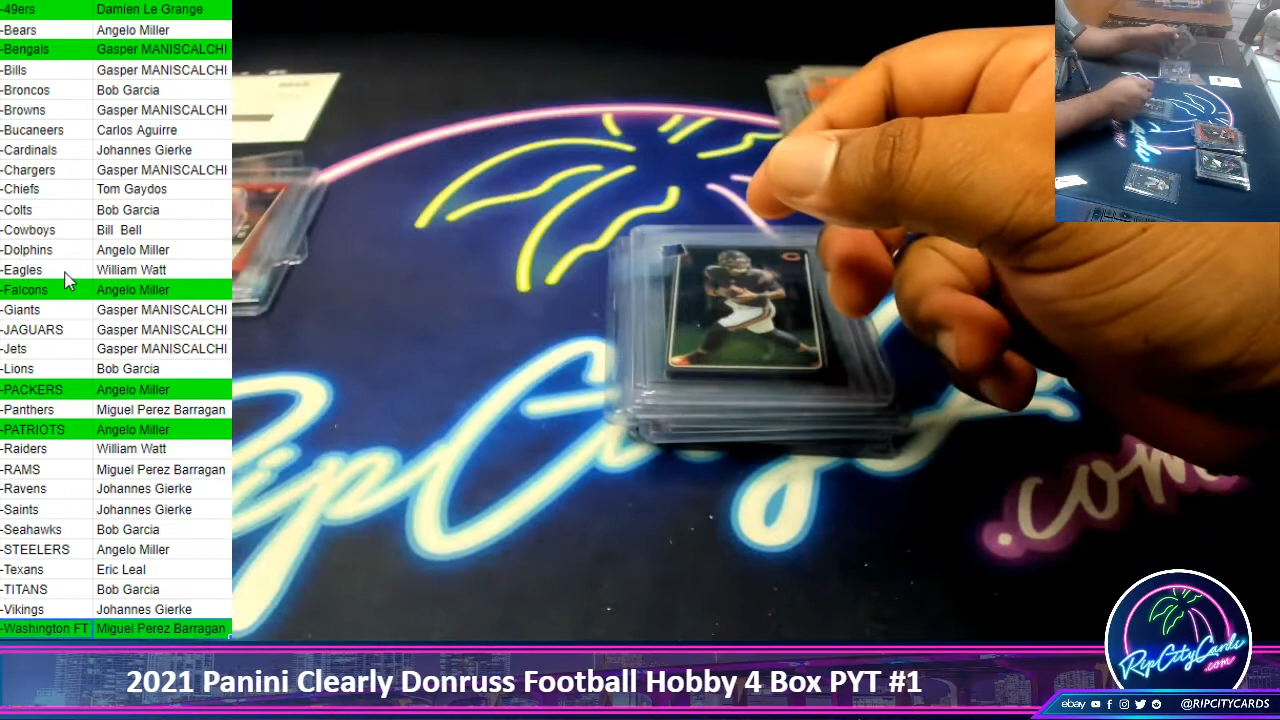 -49ers Damien Le Grange
-Bears Angelo Miller
-Bengals Gasper MANISCALCHI
-Bills Gasper MANISCALCHI
-Broncos Bob Garcia
-Browns Gasper MANISCALCHI
-Bucaneers Carlos Aguirre
-Cardinals Johannes Gierke
-Chargers Gasper MANISCALCHI
-Chiefs Tom Gaydos
-Colts Bob Garcia
-Cowboys Bill Bell
-Dolphins Angelo Miller
-Eagles William Watt
-Falcons Angelo Miller
-Giants Gasper MANISCALCHI
-JAGUARS Gasper MANISCALCHI
-Jets Gasper MANISCALCHI
-Lions Bob Garcia
-PACKERS Angelo Miller
-Panthers Miguel Perez Barragan
-PATRIOTS Angelo Miller
-Raiders William Watt
-RAMS Miguel Perez Barragan
-Ravens Johannes Gierke
-Saints Johannes Gierke
-Seahawks Bob Garcia
-STEELERS Angelo Miller
-Texans Eric Leal
-TITANS Bob Garcia
-Vikings Johannes Gierke
-Washington FT Miguel Perez Barragan
.com
RipCityCards
.com
2021 Panini Clearly Donruss Football Hobby 4 Box PYT #1
ebay @RIPCITYCARDS